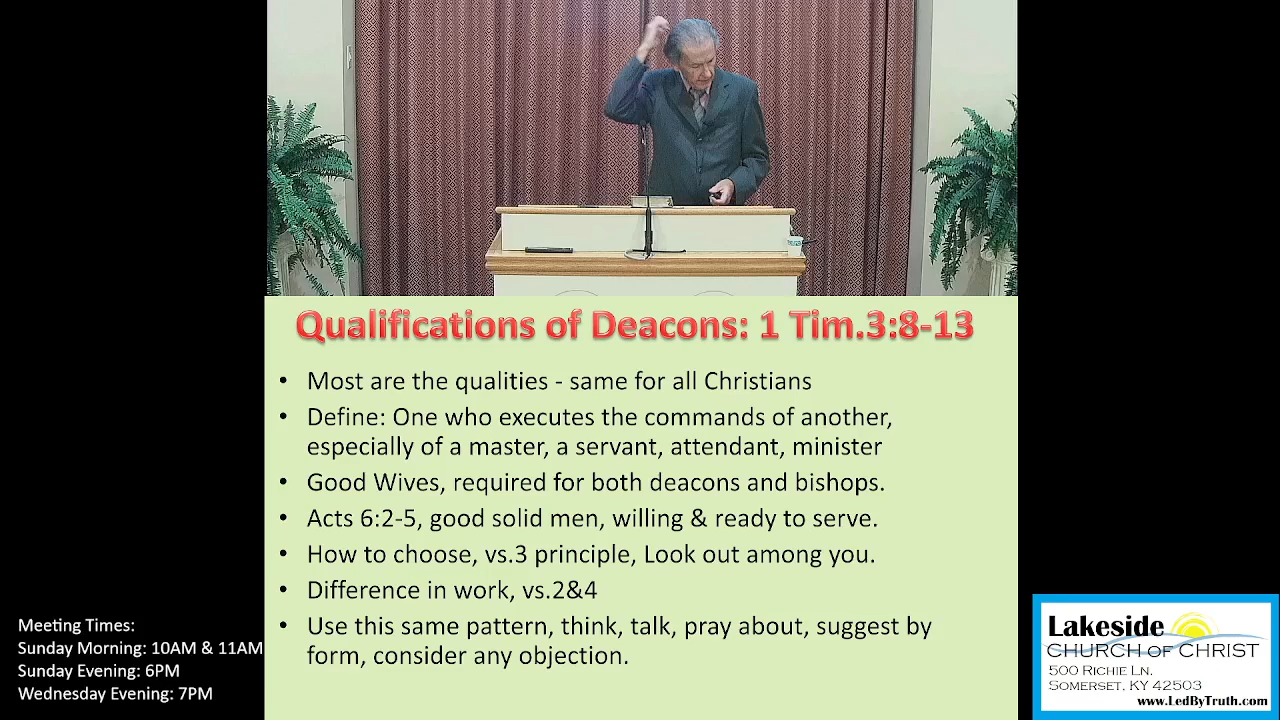 Qualifications of Deacons: 1 Tim.3:8-13
• Most are the qualities - same for all Christians
• Define: One who executes the commands of another,
especially of a master, a servant, attendant, minister
• Good Wives, required for both deacons and bishops.
• Acts 6:2-5, good solid men, willing & ready to serve.
• How to choose, vs.3 principle, Look out among you.
• Difference in work, vs.2&4
• Use this same pattern, think, talk, pray about, suggest by
form, consider any objection.
Meeting Times:
Sunday Morning: 10AM & 11AM
Sunday Evening: 6PM
Wednesday Evening: 7PM
Lakeside
CHURCH OF CHRIST
500 RICHIE LN.
SOMERSET, KY 42503
www.LedByTruth.com